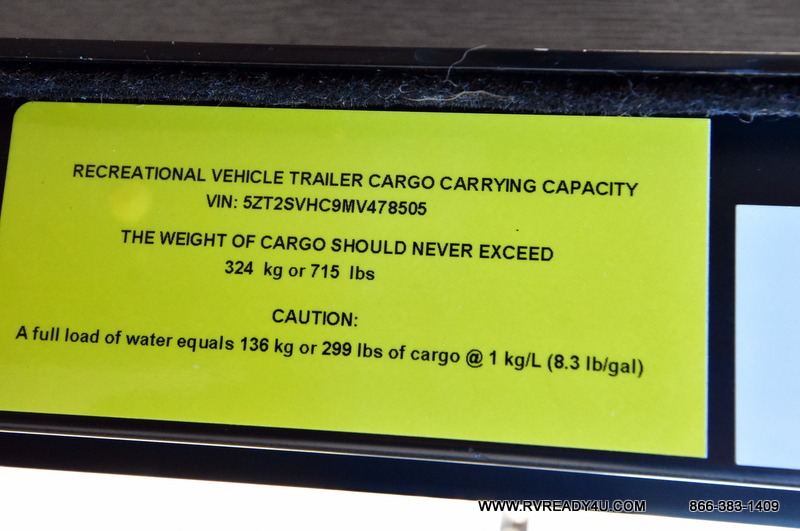 RECREATIONAL VEHICLE TRAILER CARGO CARRYING CAPACITY
VIN: 5ZT2SVHC9MV478505
THE WEIGHT OF CARGO SHOULD NEVER EXCEED
324 kg or 715 lbs
CAUTION:
A full load of water equals 136 kg or 299 lbs of cargo @ 1 kg/L (8.3 lb/gal)
WWW.RVREADY4U.COM 866-383-1409